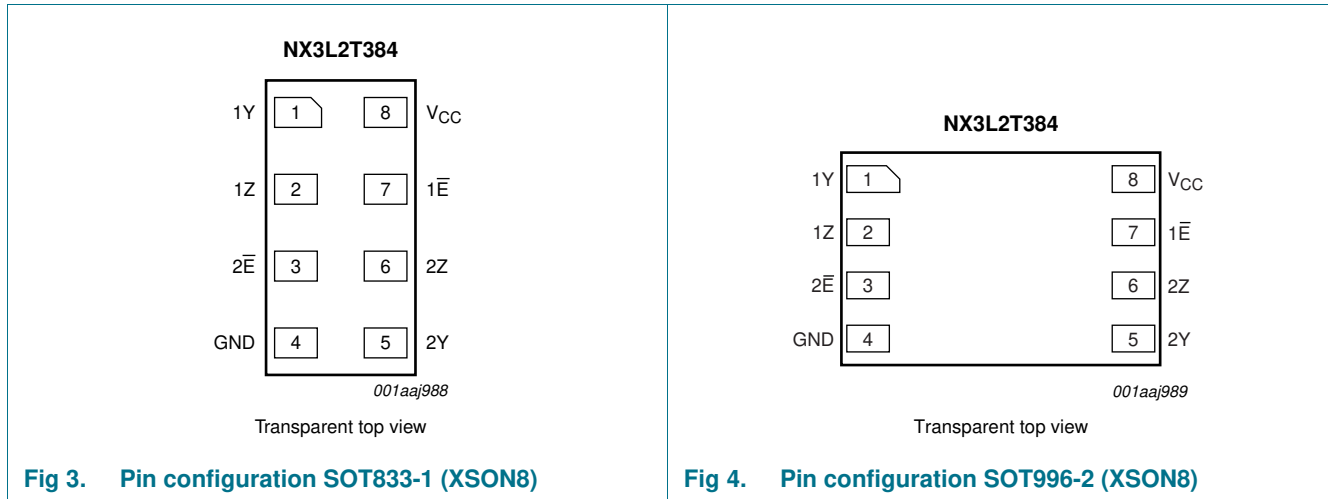 NX3L2T384
1Y 1 8 VCC
1Z 2 7 1E̅
2E̅ 3 6 2Z
GND 4 5 2Y
001aaj988
Transparent top view
Fig 3. Pin configuration SOT833-1 (XSON8)
NX3L2T384
1Y 1 8 VCC
1Z 2 7 1E̅
2E̅ 3 6 2Z
GND 4 5 2Y
001aaj989
Transparent top view
Fig 4. Pin configuration SOT996-2 (XSON8)